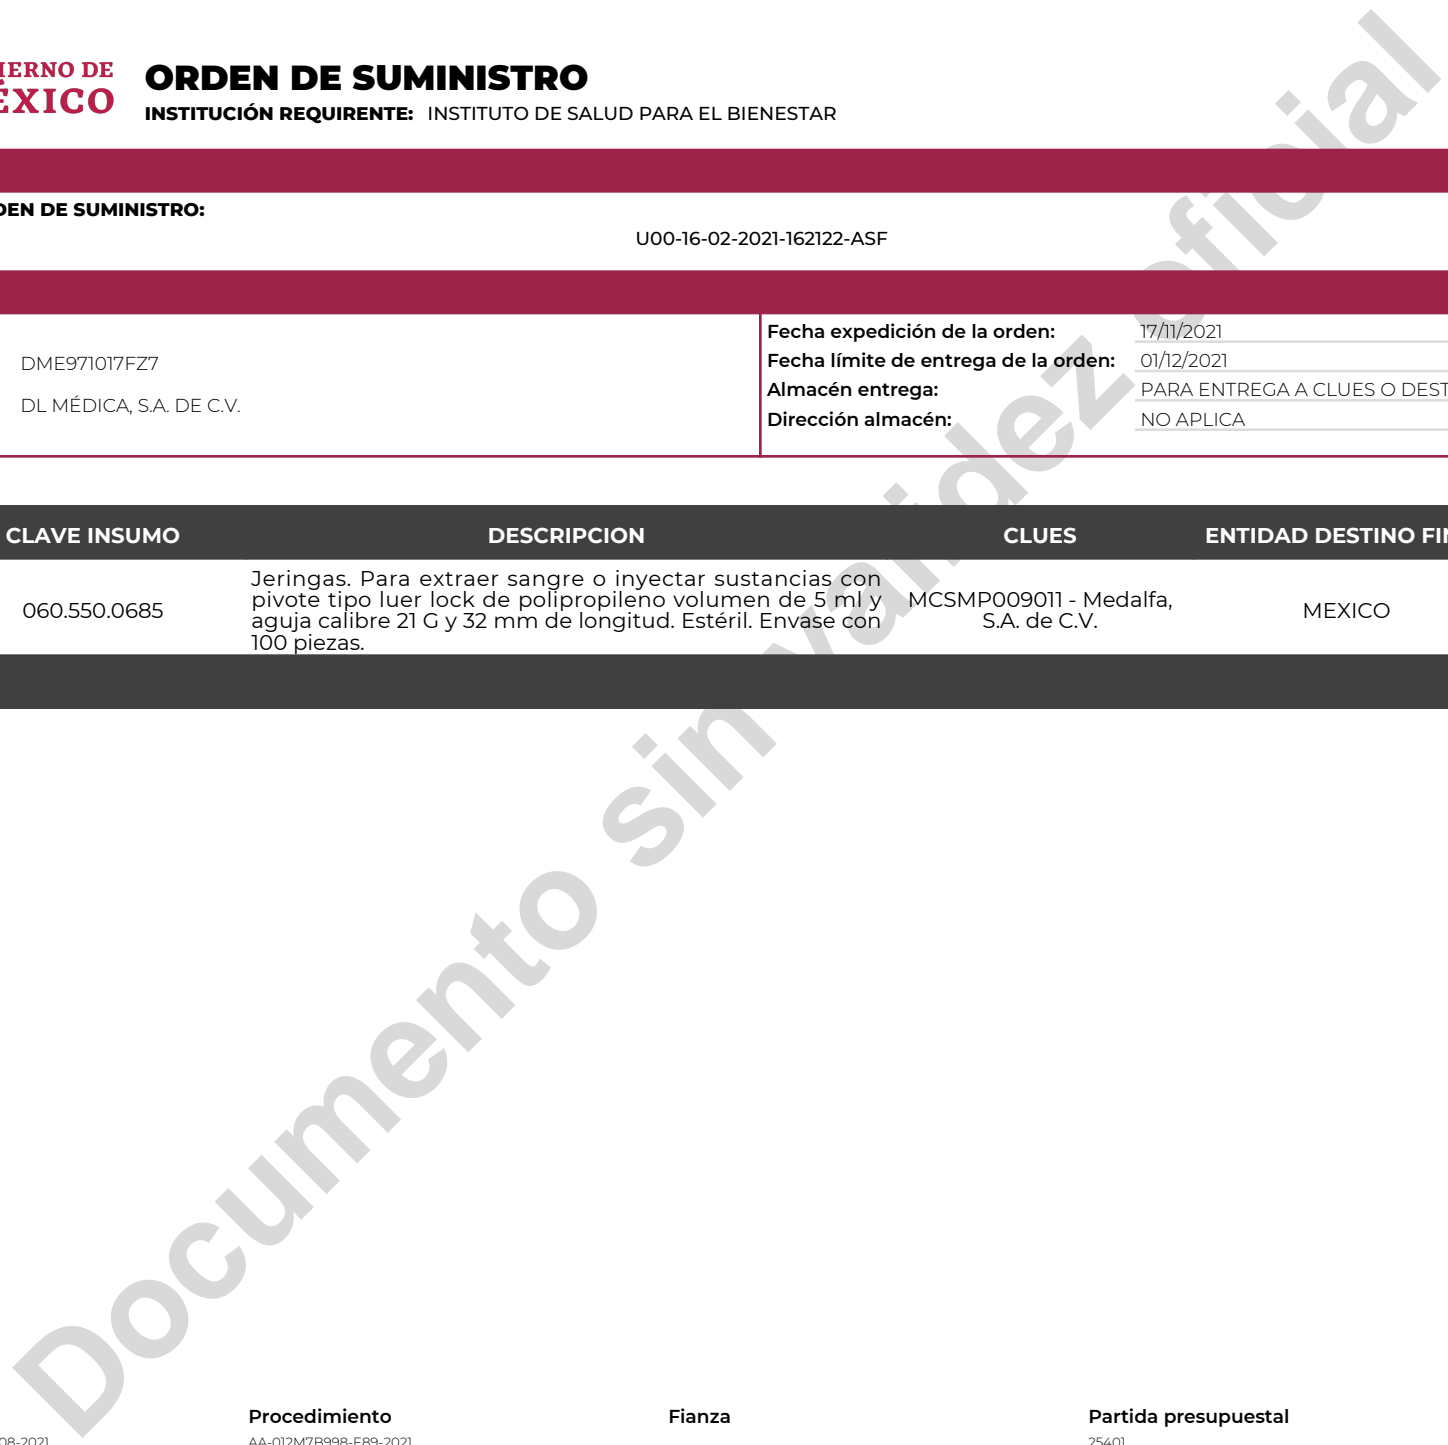 IERNO DE
ÉXICO
ORDEN DE SUMINISTRO
INSTITUCIÓN REQUIRENTE: INSTITUTO DE SALUD PARA EL BIENESTAR
DEN DE SUMINISTRO:
U00-16-02-2021-162122-ASF
DME971017FZ7
DL MÉDICA, S.A. DE C.V.
Fecha expedición de la orden: 17/11/2021
Fecha límite de entrega de la orden: 01/12/2021
Almacén entrega: PARA ENTREGA A CLUES O DEST
Dirección almacén: NO APLICA
CLAVE INSUMO DESCRIPCION CLUES ENTIDAD DESTINO FIN
060.550.0685
Jeringas. Para extraer sangre o inyectar sustancias con
pivote tipo luer lock de polipropileno volumen de 5 ml y
aguja calibre 21 G y 32 mm de longitud. Estéril. Envase con
100 piezas.
MCSMP009011 - Medalfa,
S.A. de C.V.
MEXICO
Documento sin validez oficial
Procedimiento Fianza Partida presupuestal
08-2021 AA-012M7B998-E89-2021 25401